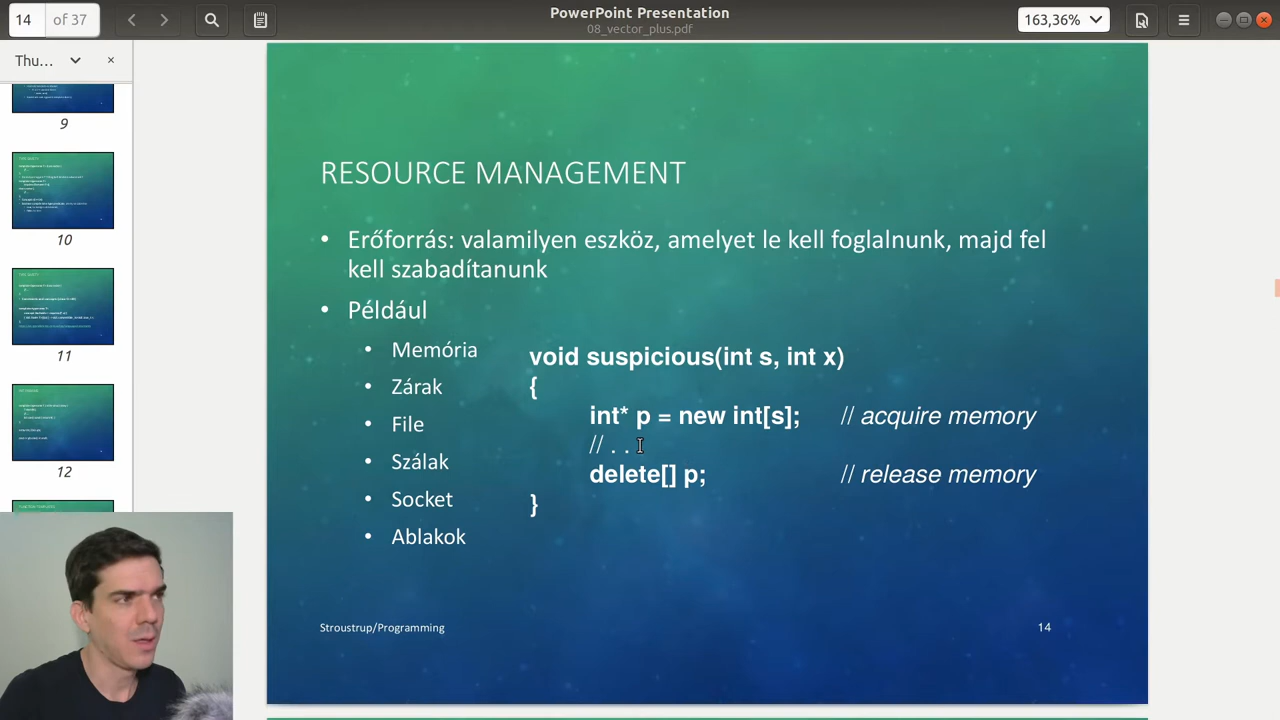 14
of 37
PowerPoint Presentation
08_vector_plus.pdf
163,36%
Thu...
9
10
11
12
RESOURCE MANAGEMENT
• Erőforrás: valamilyen eszköz, amelyet le kell foglalnunk, majd fel
kell szabadítanunk
• Például
• Memória
• Zárak
• File
• Szálak
• Socket
• Ablakok
void suspicious(int s, int x)
{
int* p = new int[s]; // acquire memory
// . .
delete[] p; // release memory
}
Stroustrup/Programming
14